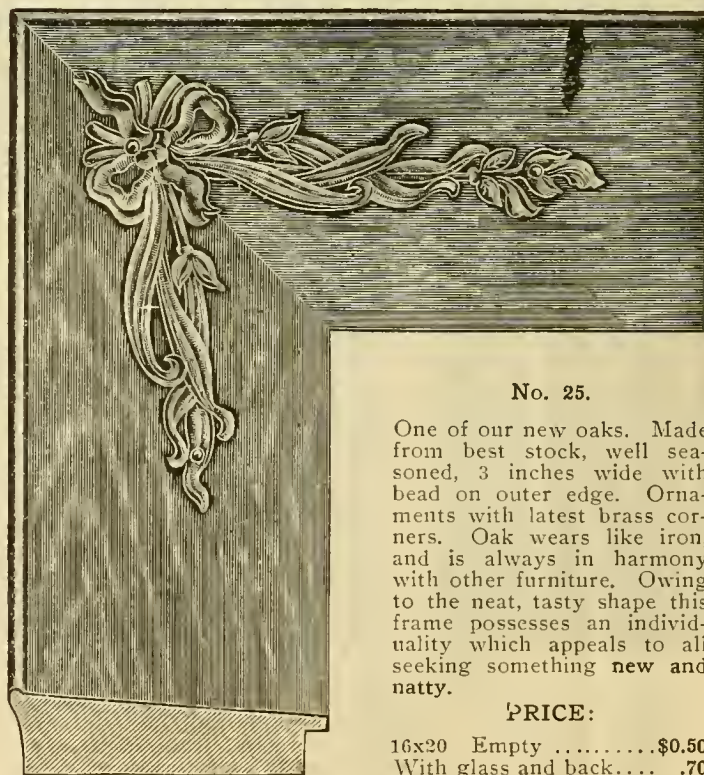 No. 25.
One of our new oaks. Made
from best stock, well sea-
soned, 3 inches wide with
bead on outer edge. Orna-
ments with latest brass cor-
ners. Oak wears like iron
and is always in harmony
with other furniture. Owing
to the neat, tasty shape this
frame possesses an individ-
uality which appeals to all
seeking something new and
natty.
PRICE:
16x20 Empty ..........$0.50
With glass and back.... .70